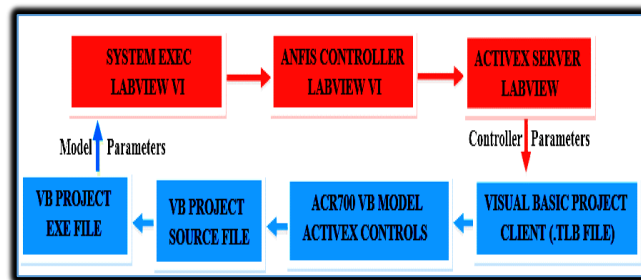 SYSTEM EXEC
LABVIEW VI
ANFIS CONTROLLER
LABVIEW VI
ACTIVEX SERVER
LABVIEW
Model Parameters
Controller Parameters
VB PROJECT
EXE FILE
VB PROJECT
SOURCE FILE
ACR700 VB MODEL
ACTIVEX CONTROLS
VISUAL BASIC PROJECT
CLIENT (.TLB FILE)